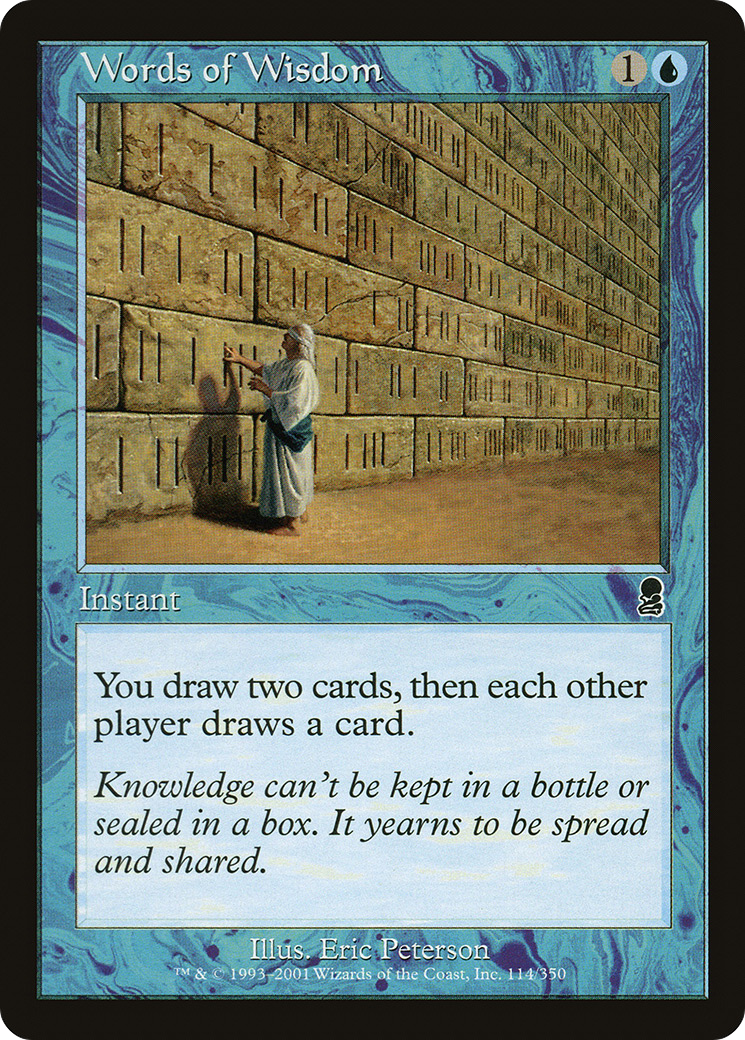 Words of Wisdom 1
Instant
You draw two cards, then each other
player draws a card.
Knowledge can't be kept in a bottle or
sealed in a box. It yearns to be spread
and shared.
Illus. Eric Peterson
™ & © 1993–2001 Wizards of the Coast, Inc. 114/350